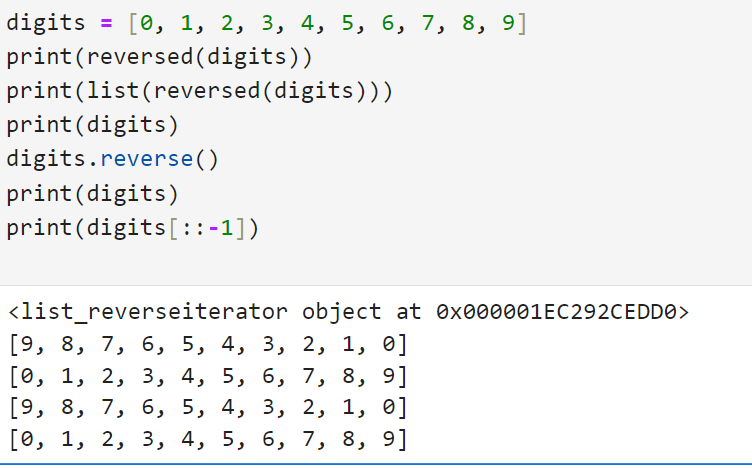 digits = [0, 1, 2, 3, 4, 5, 6, 7, 8, 9]
print(reversed(digits))
print(list(reversed(digits)))
print(digits)
digits.reverse()
print(digits)
print(digits[::-1])
<list_reverseiterator object at 0x000001EC292CEDD0>
[9, 8, 7, 6, 5, 4, 3, 2, 1, 0]
[0, 1, 2, 3, 4, 5, 6, 7, 8, 9]
[9, 8, 7, 6, 5, 4, 3, 2, 1, 0]
[0, 1, 2, 3, 4, 5, 6, 7, 8, 9]